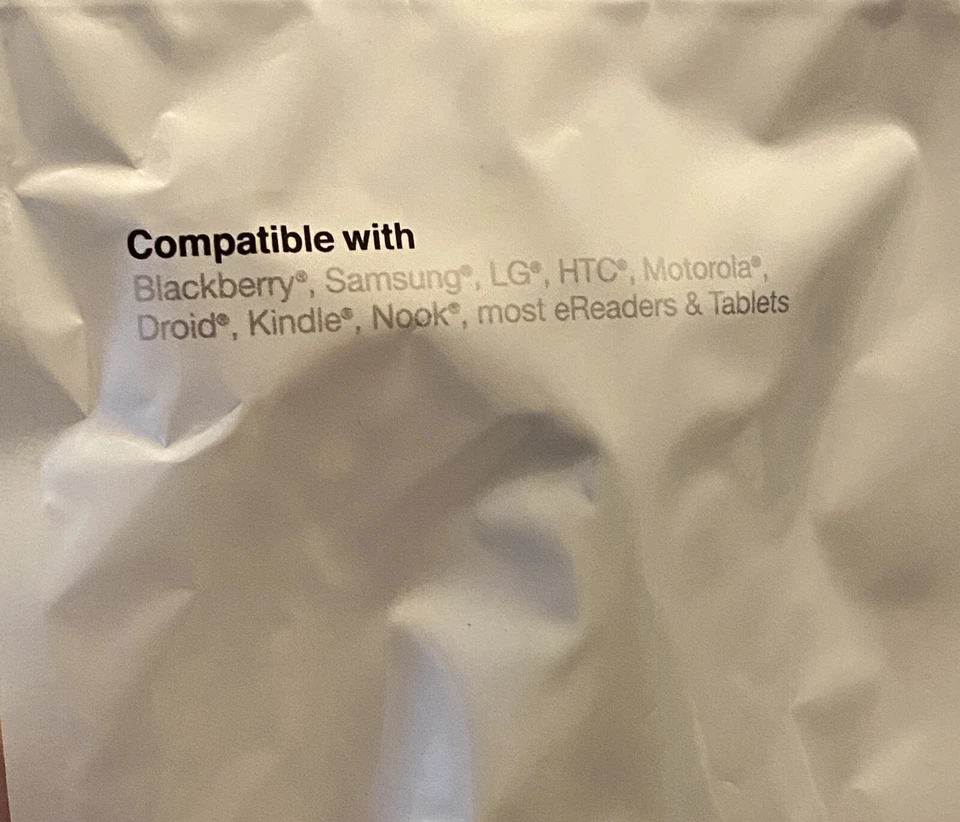 Compatible with
Blackberry®, Samsung®, LG®, HTC®, Motorola®,
Droid®, Kindle®, Nook®, most eReaders & Tablets